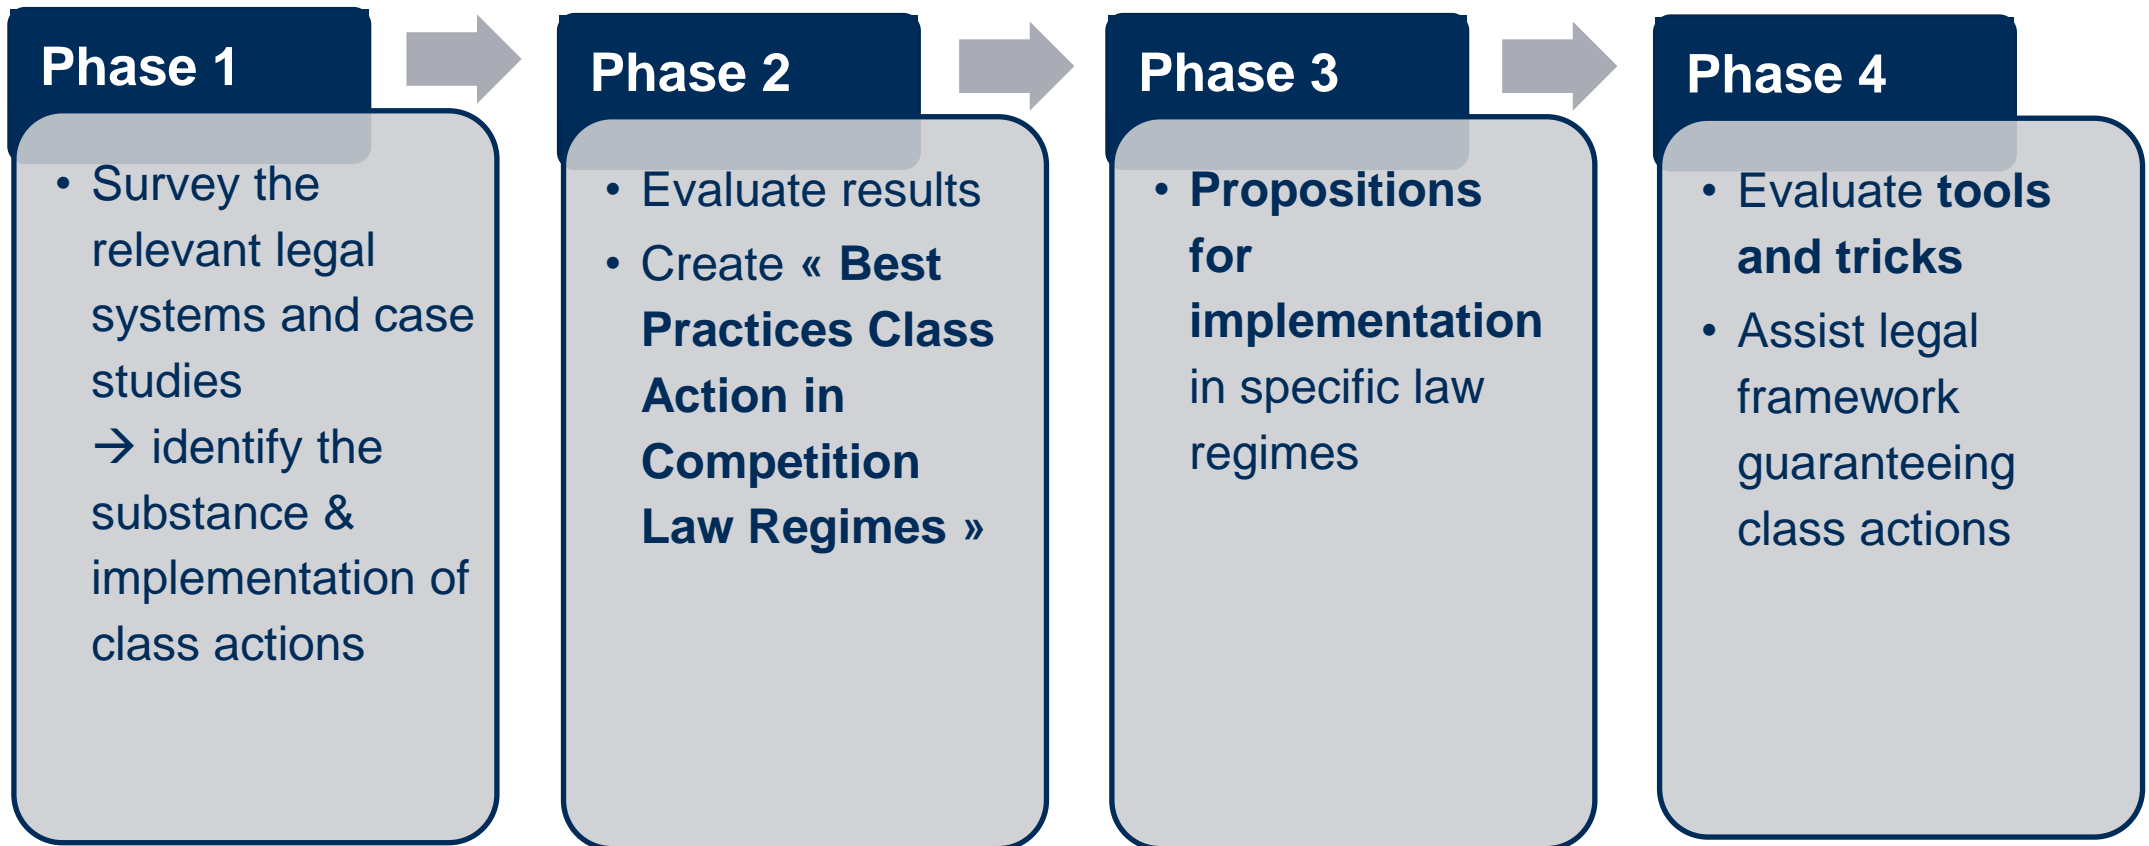 Phase 1
• Survey the
relevant legal
systems and case
studies
→ identify the
substance &
implementation of
class actions
Phase 2
• Evaluate results
• Create « Best
Practices Class
Action in
Competition
Law Regimes »
Phase 3
• Propositions
for
implementation
in specific law
regimes
Phase 4
• Evaluate tools
and tricks
• Assist legal
framework
guaranteeing
class actions